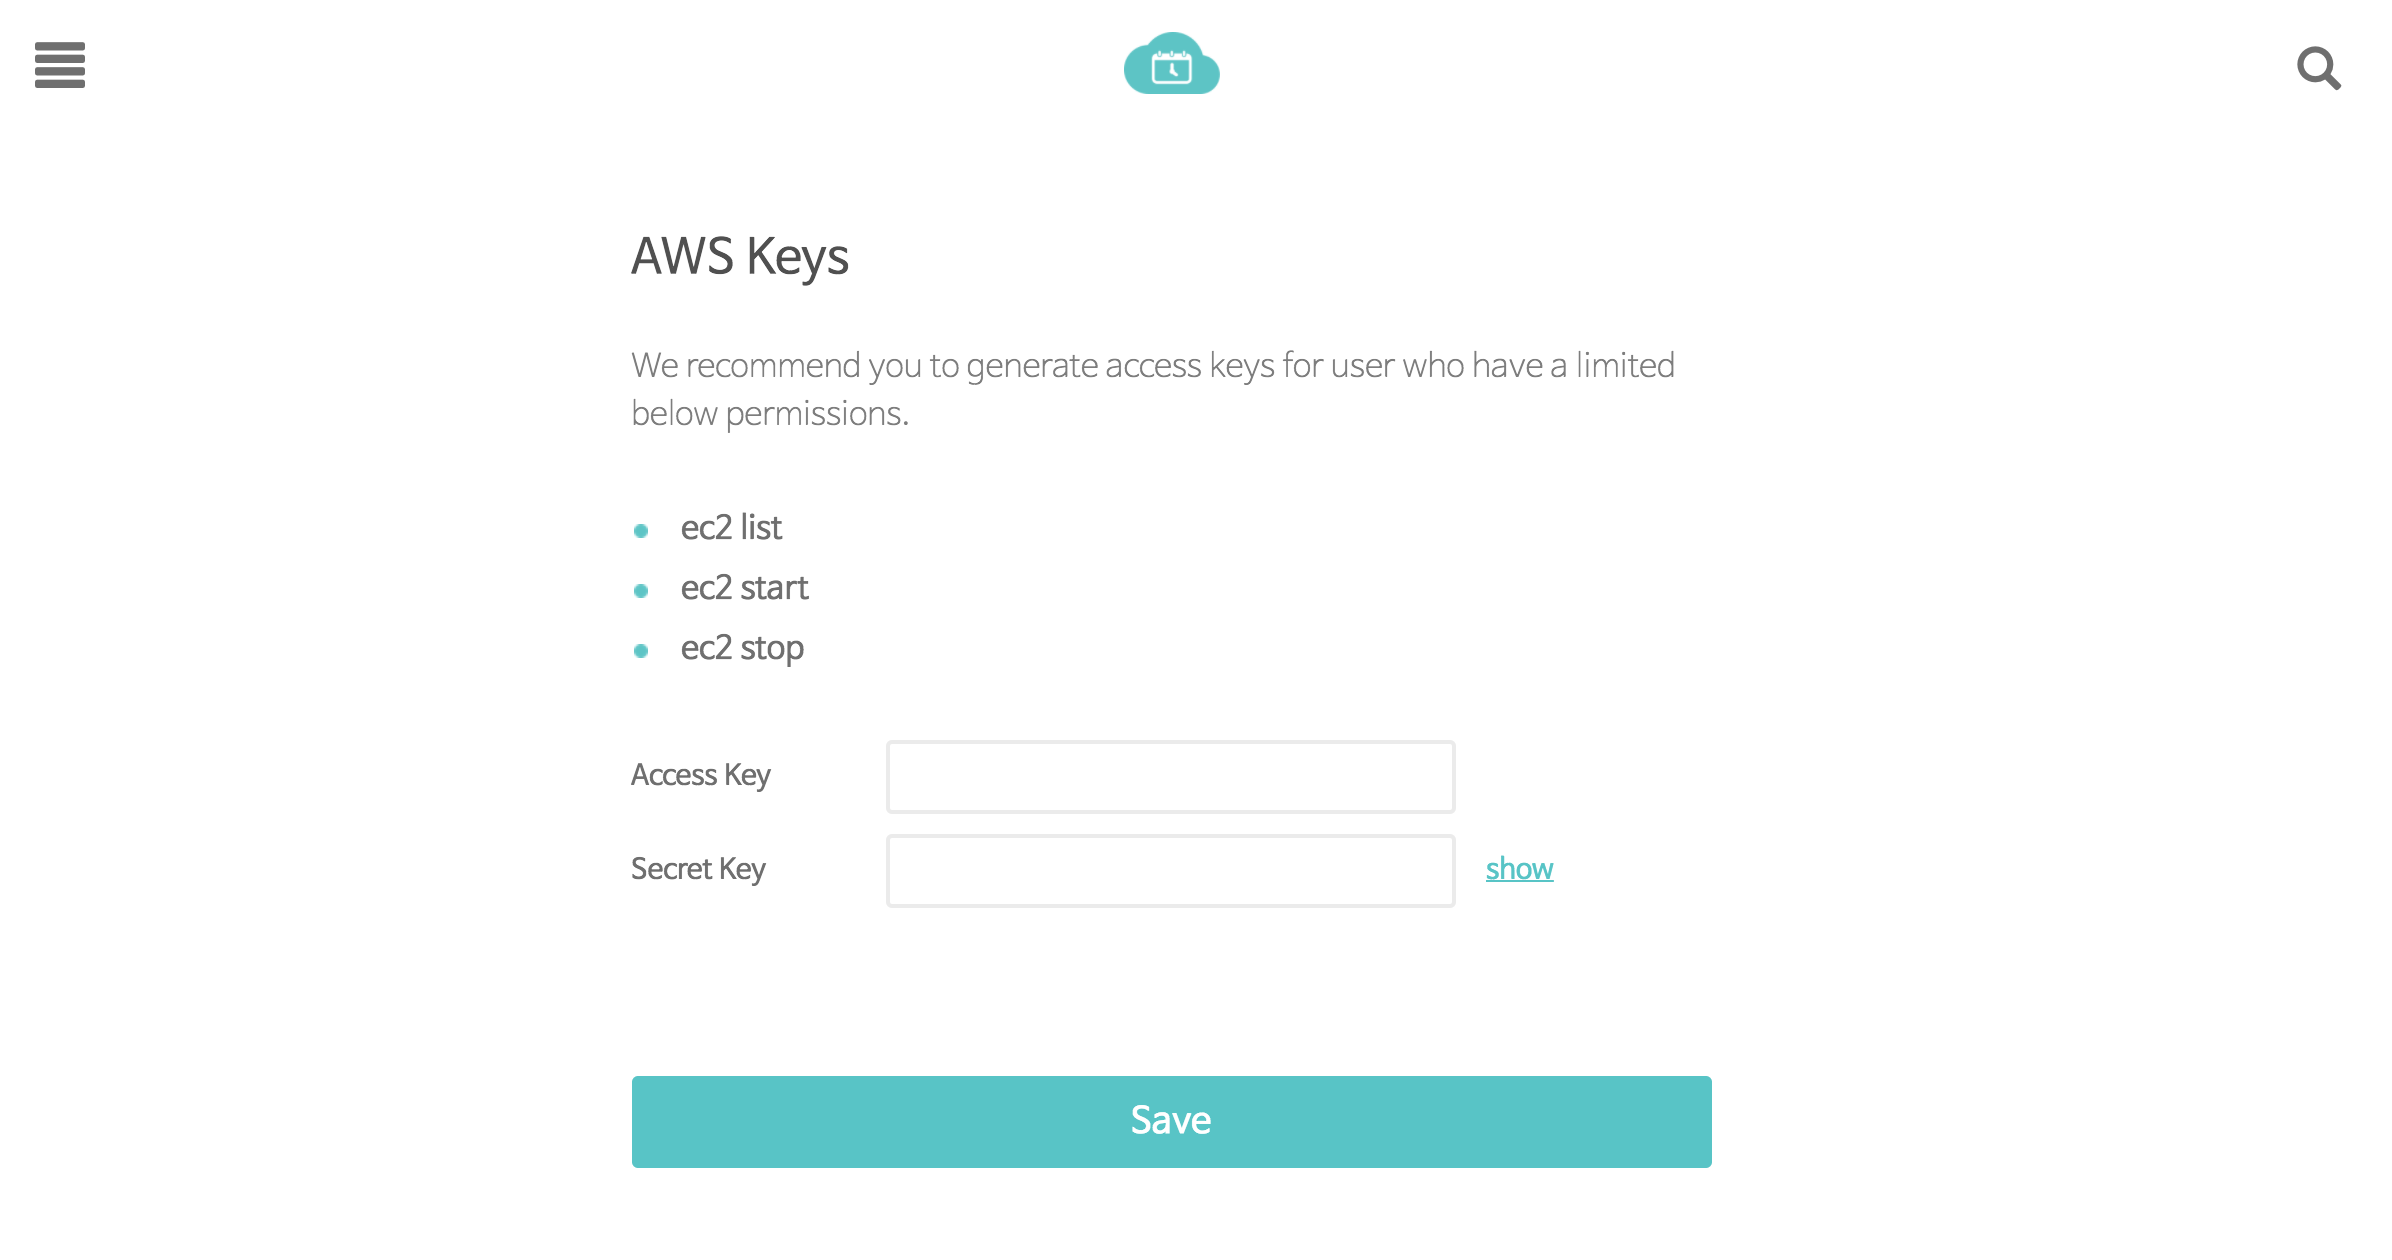 AWS Keys
We recommend you to generate access keys for user who have a limited
below permissions.
ec2 list
ec2 start
ec2 stop
Access Key
Secret Key
show
Save